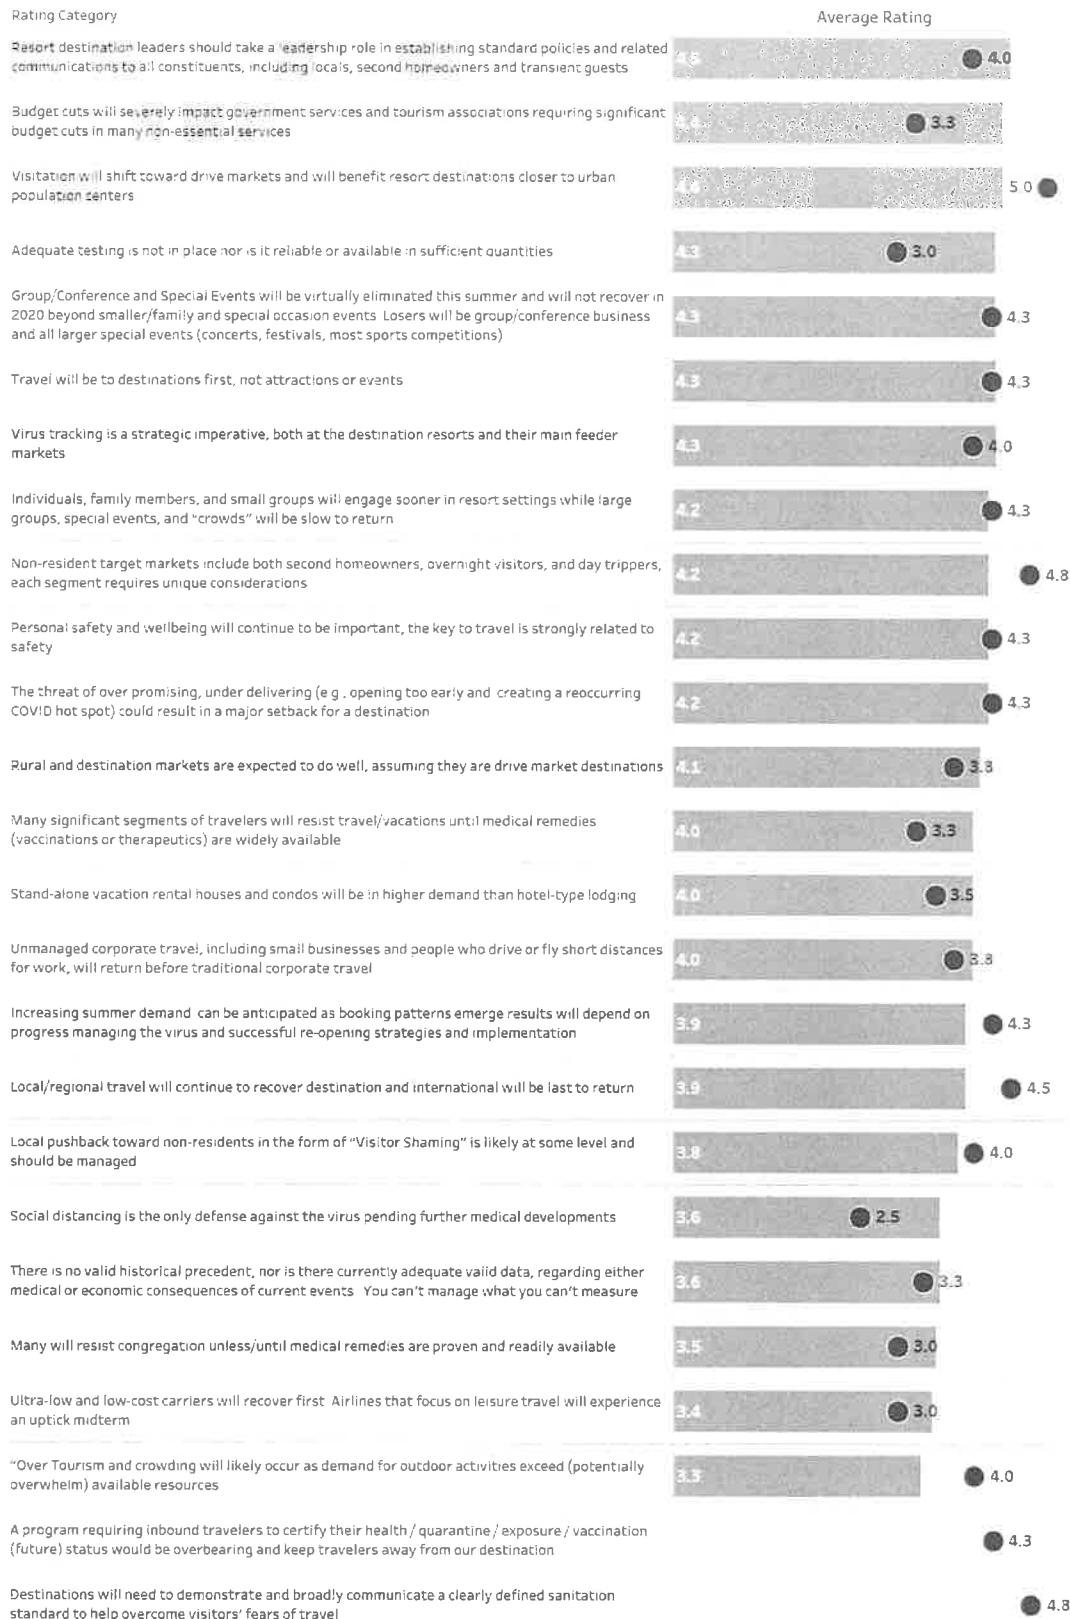 Rating Category
Average Rating
Resort destination leaders should take a leadership role in establishing standard policies and related
communications to all constituents, including locals, second homeowners and transient guests
4.5
4.0
Budget cuts will severely impact government services and tourism associations requiring significant
budget cuts in many non-essential services
3.3
Visitation will shift toward drive markets and will benefit resort destinations closer to urban
population centers
5.0
Adequate testing is not in place nor is it reliable or available in sufficient quantities
4.3
3.0
Group/Conference and Special Events will be virtually eliminated this summer and will not recover in
2020 beyond smaller/family and special occasion events Losers will be group/conference business
and all larger special events (concerts, festivals, most sports competitions)
4.3
4.3
Travel will be to destinations first, not attractions or events
4.3
4.3
Virus tracking is a strategic imperative, both at the destination resorts and their main feeder
markets
4.3
4.0
Individuals, family members, and small groups will engage sooner in resort settings while large
groups, special events, and "crowds" will be slow to return
4.2
4.3
Non-resident target markets include both second homeowners, overnight visitors, and day trippers,
each segment requires unique considerations
4.2
4.8
Personal safety and wellbeing will continue to be important, the key to travel is strongly related to
safety
4.2
4.3
The threat of over promising, under delivering (e g , opening too early and creating a reoccurring
COVID hot spot) could result in a major setback for a destination
4.2
4.3
Rural and destination markets are expected to do well, assuming they are drive market destinations
4.1
3.8
Many significant segments of travelers will resist travel/vacations until medical remedies
(vaccinations or therapeutics) are widely available
4.0
3.3
Stand-alone vacation rental houses and condos will be in higher demand than hotel-type lodging
4.0
3.5
Unmanaged corporate travel, including small businesses and people who drive or fly short distances
for work, will return before traditional corporate travel
4.0
3.8
Increasing summer demand can be anticipated as booking patterns emerge results will depend on
progress managing the virus and successful re-opening strategies and implementation
3.9
4.3
Local/regional travel will continue to recover destination and international will be last to return
3.9
4.5
Local pushback toward non-residents in the form of "Visitor Shaming" is likely at some level and
should be managed
3.8
4.0
Social distancing is the only defense against the virus pending further medical developments
3.6
2.5
There is no valid historical precedent, nor is there currently adequate valid data, regarding either
medical or economic consequences of current events You can't manage what you can't measure
3.6
3.3
Many will resist congregation unless/until medical remedies are proven and readily available
3.5
3.0
Ultra-low and low-cost carriers will recover first Airlines that focus on leisure travel will experience
an uptick midterm
3.4
3.0
"Over Tourism and crowding will likely occur as demand for outdoor activities exceed (potentially
overwhelm) available resources
3.3
4.0
A program requiring inbound travelers to certify their health / quarantine / exposure / vaccination
(future) status would be overbearing and keep travelers away from our destination
4.3
Destinations will need to demonstrate and broadly communicate a clearly defined sanitation
standard to help overcome visitors' fears of travel
4.8